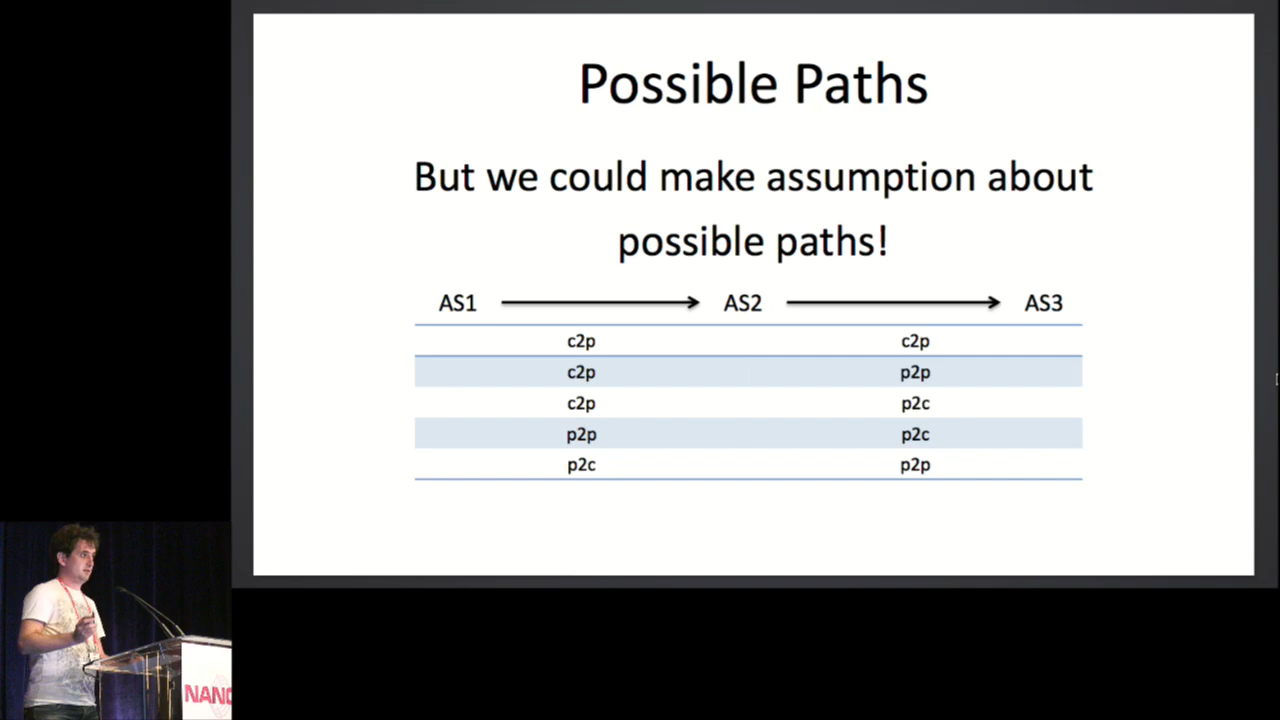 Possible Paths
But we could make assumption about
possible paths!
AS1 AS2 AS3
c2p c2p
c2p p2p
c2p p2c
p2p p2c
p2c p2p
NANO